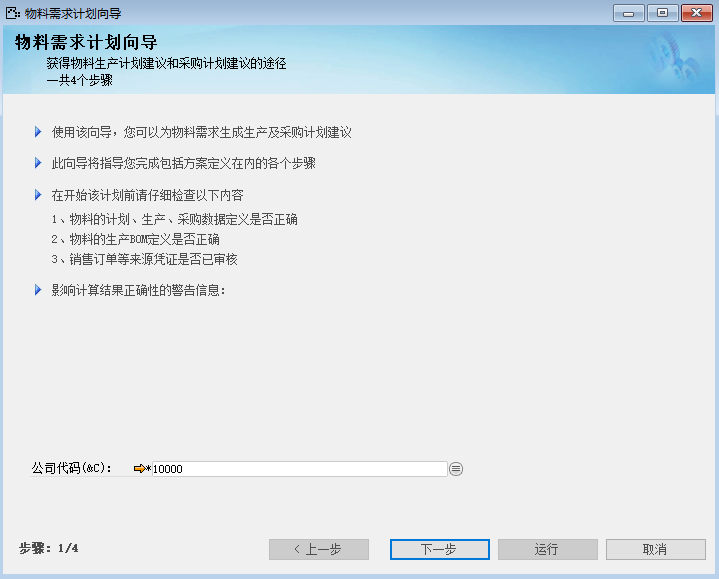 物料需求计划向导
物料需求计划向导
获得物料生产计划建议和采购计划建议的途径
一共4个步骤
使用该向导，您可以为物料需求生成生产及采购计划建议
此向导将指导您完成包括方案定义在内的各个步骤
在开始该计划前请仔细检查以下内容
1、物料的计划、生产、采购数据定义是否正确
2、物料的生产BOM定义是否正确
3、销售订单等来源凭证是否已审核
影响计算结果正确性的警告信息：
公司代码(&C)： *10000
步骤：1/4 < 上一步 下一步 运行 取消